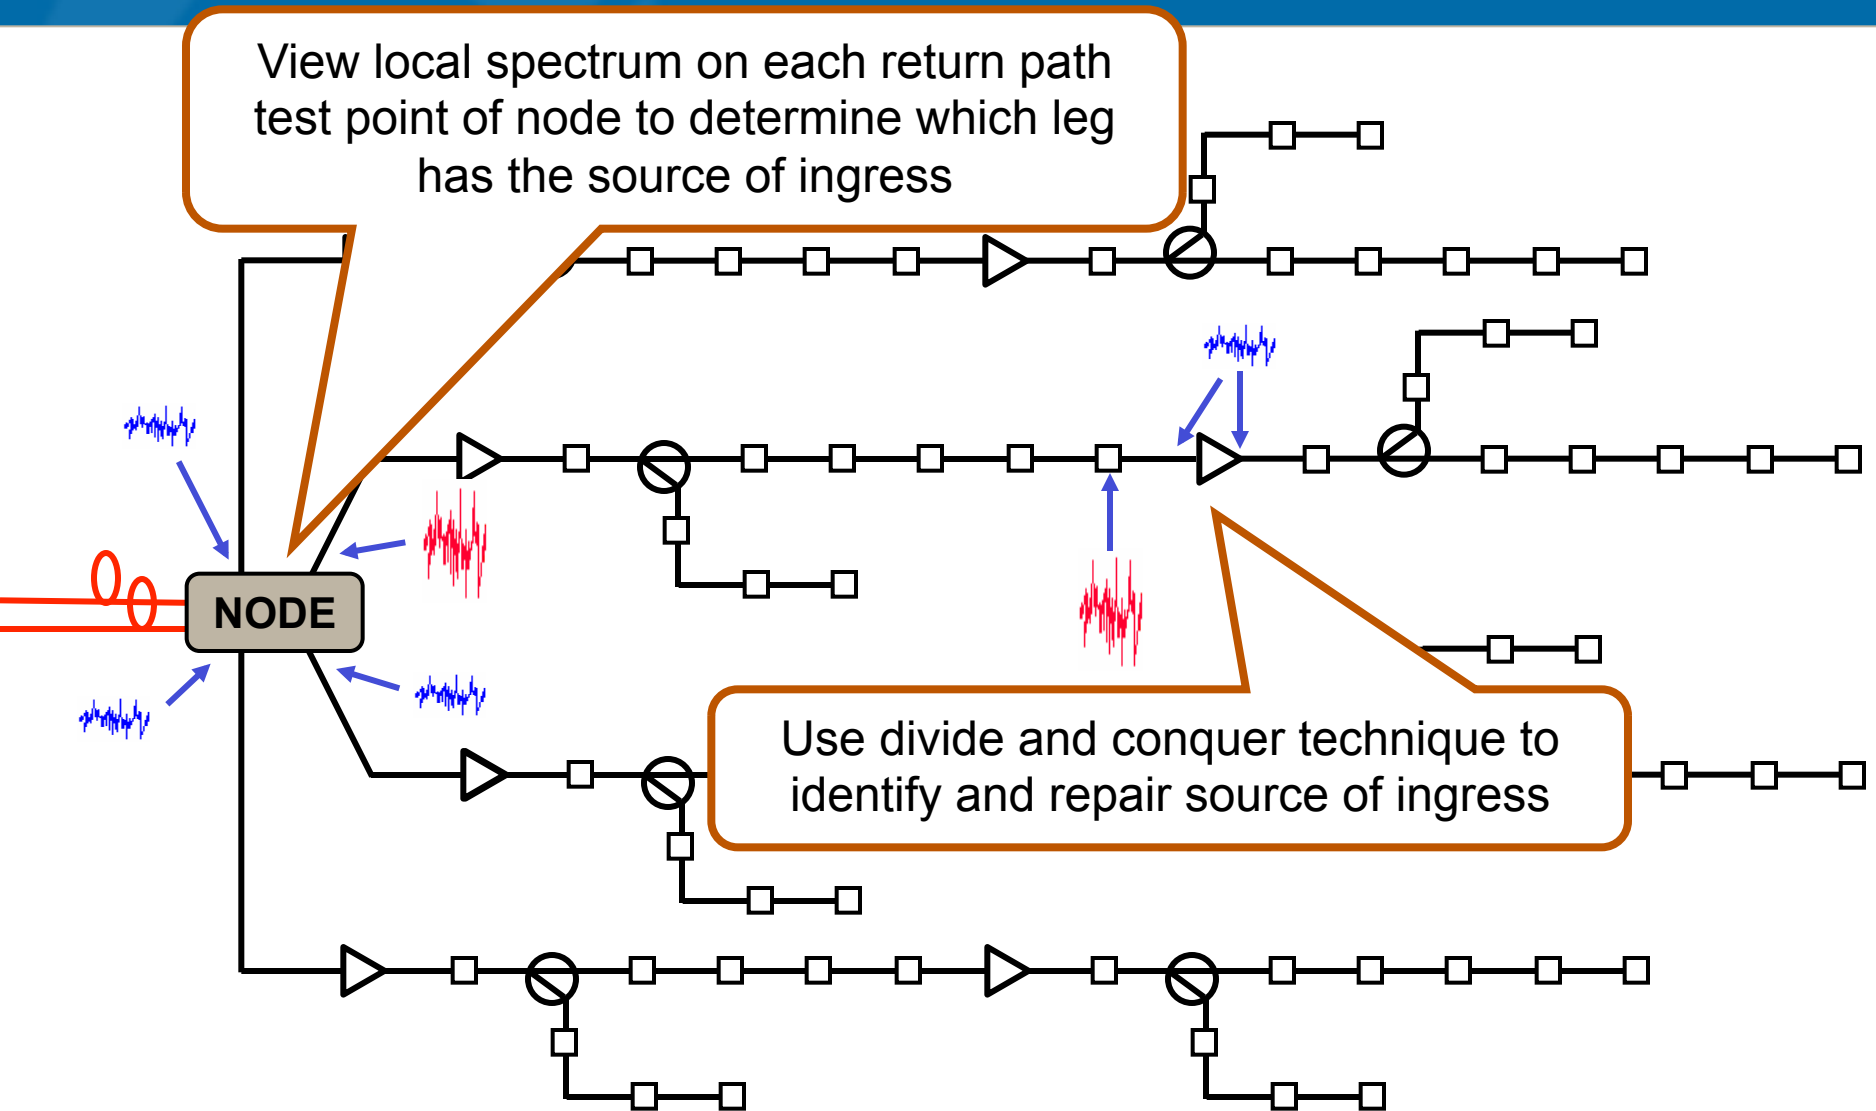 View local spectrum on each return path
test point of node to determine which leg
has the source of ingress
NODE
Use divide and conquer technique to
identify and repair source of ingress